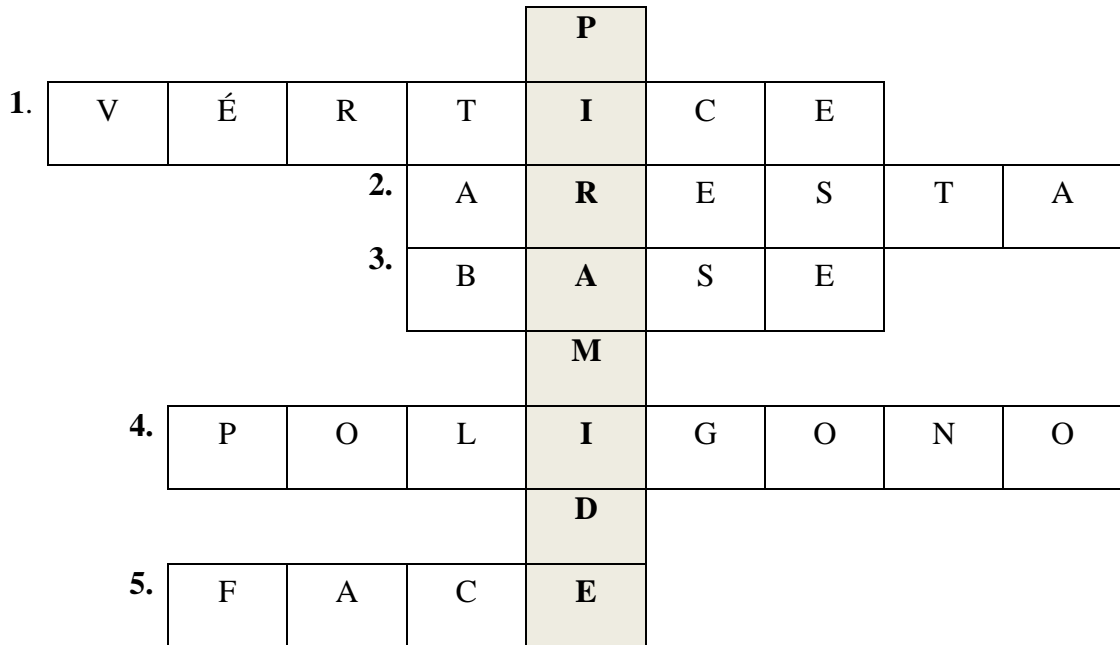 P
1. V É R T I C E
2. A R E S T A
3. B A S E
M
4. P O L I G O N O
D
5. F A C E